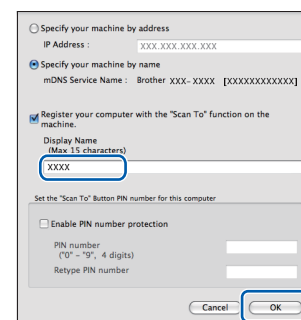 Specify your machine by address
IP Address : XXX.XXX.XXX.XXX
Specify your machine by name
mDNS Service Name : Brother XXX-XXXX [XXXXXXXXXXXX]
Register your computer with the "Scan To" function on the
machine.
Display Name
(Max 15 characters)
XXXX
Set the "Scan To" Button PIN number for this computer
Enable PIN number protection
PIN number
("0" – "9", 4 digits)
Retype PIN number
Cancel OK